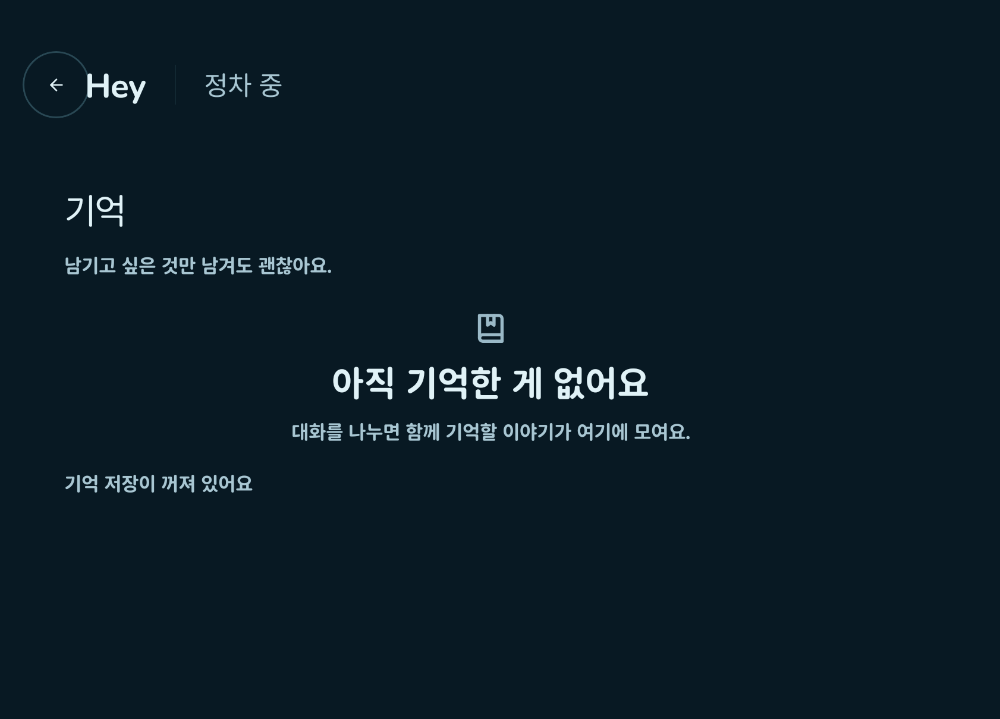 Hey 정차 중
기억
남기고 싶은 것만 남겨도 괜찮아요.
아직 기억한 게 없어요
대화를 나누면 함께 기억할 이야기가 여기에 모여요.
기억 저장이 꺼져 있어요